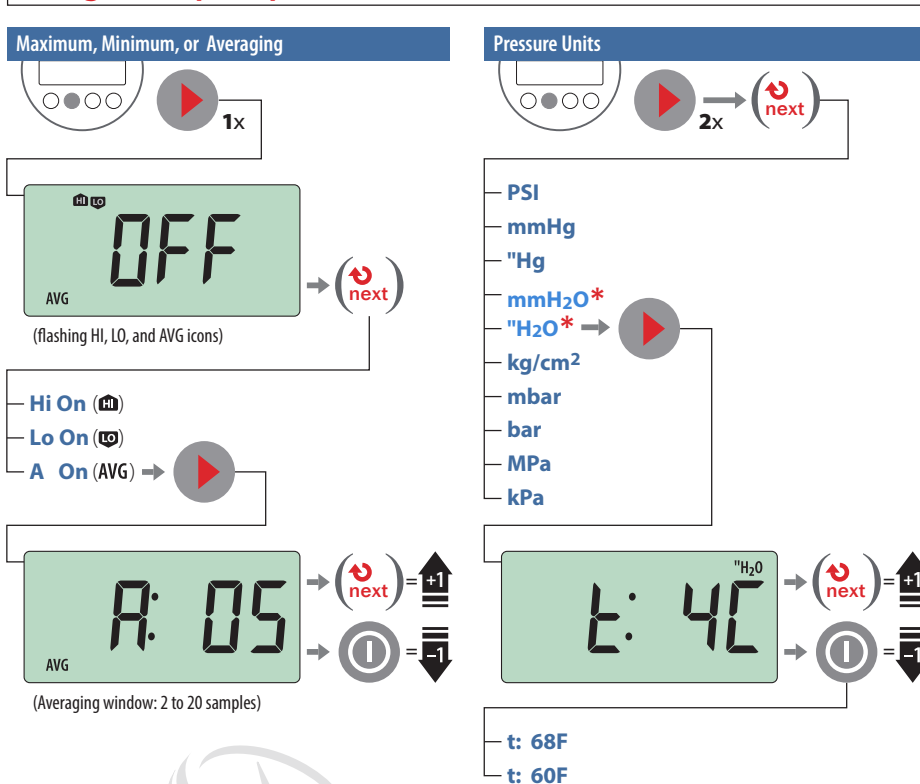 Maximum, Minimum, or Averaging
1x
HI LO
OFF
AVG
next
(flashing HI, LO, and AVG icons)
Hi On (HI)
Lo On (LO)
A On (AVG)
A: 05
AVG
next = +1
= -1
(Averaging window: 2 to 20 samples)
Pressure Units
2x
next
PSI
mmHg
"Hg
mmH2O*
"H2O*
kg/cm2
mbar
bar
MPa
kPa
"H2O
t: 4C
next = +1
= -1
t: 68F
t: 60F